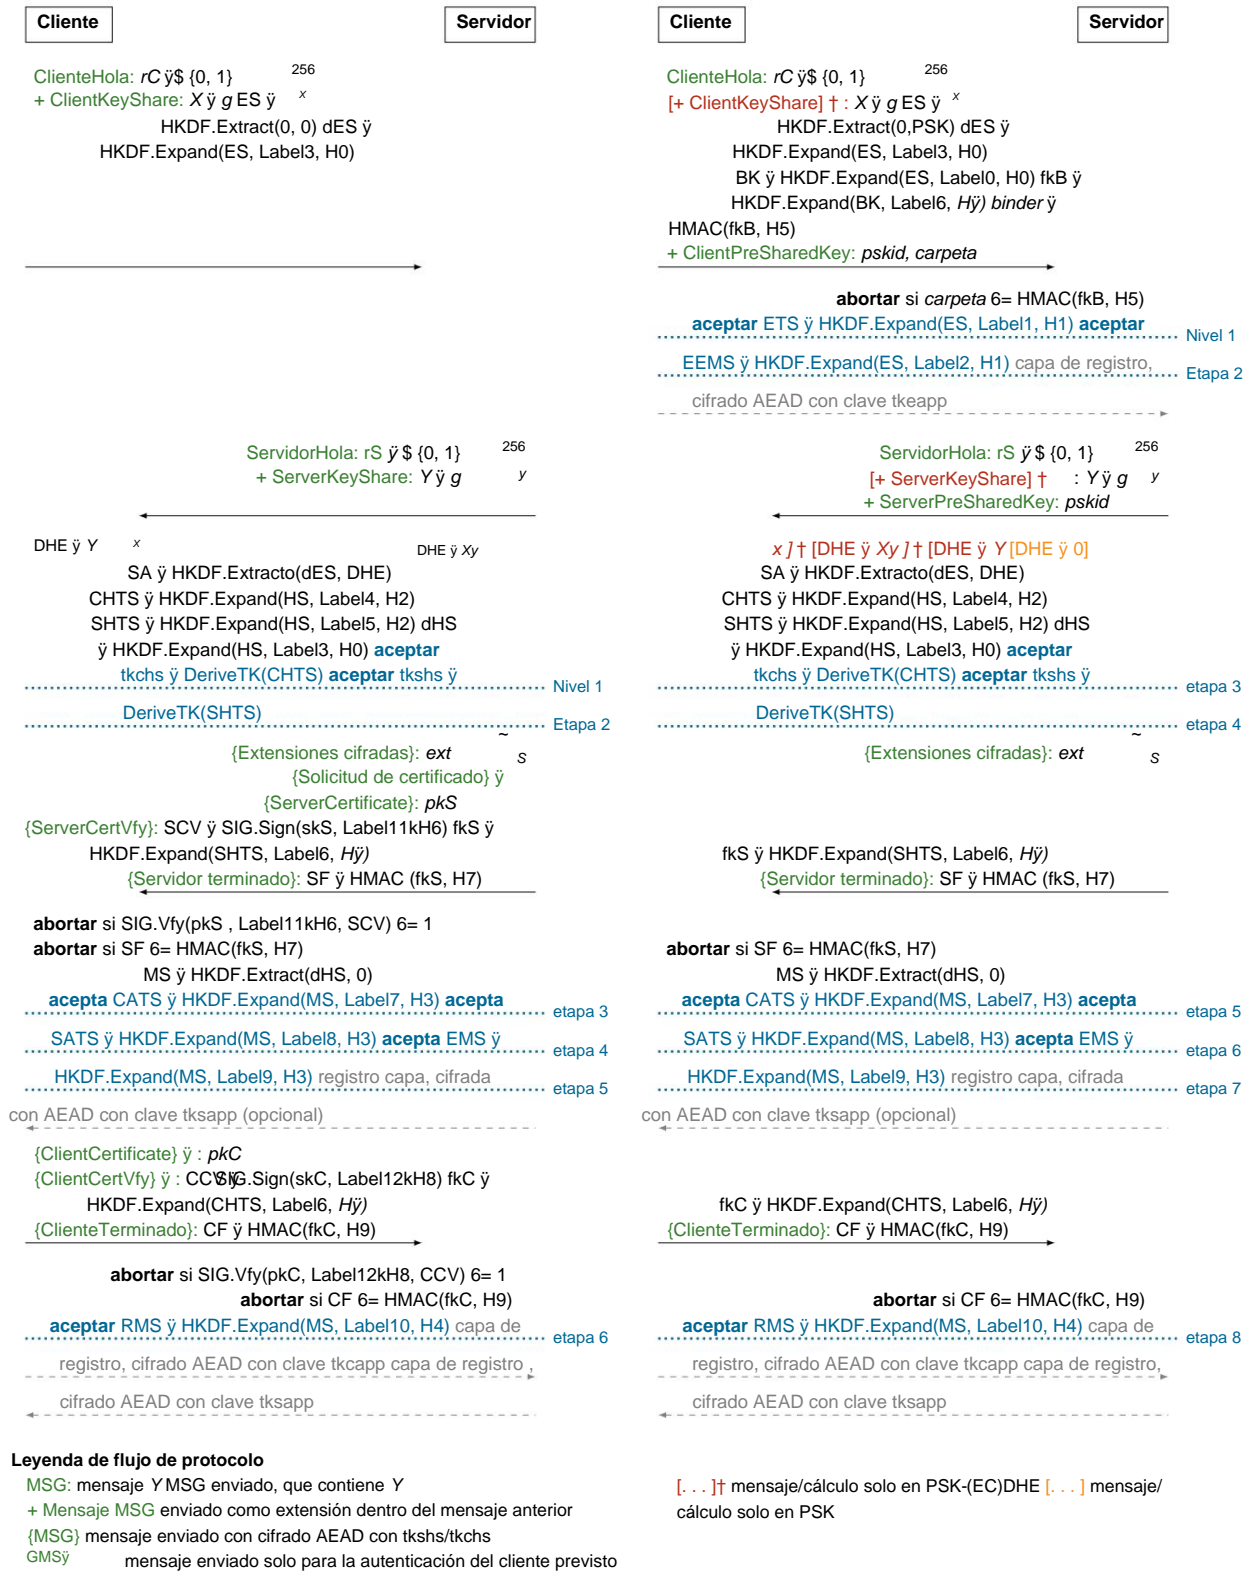 Cliente
Servidor
ClienteHola: rC ÿ$ {0, 1} 256
+ ClientKeyShare: X ÿ g ES ÿ x
HKDF.Extract(0, 0) dES ÿ
HKDF.Expand(ES, Label3, H0)
ServidorHola: rS ÿ $ {0, 1} 256
+ ServerKeyShare: Y ÿ g y
DHE ÿ Y x
DHE ÿ Xy
SA ÿ HKDF.Extracto(dES, DHE)
CHTS ÿ HKDF.Expand(HS, Label4, H2)
SHTS ÿ HKDF.Expand(HS, Label5, H2) dHS
ÿ HKDF.Expand(HS, Label3, H0) aceptar
tkchs ÿ DeriveTK(CHTS) aceptar tkshs ÿ
Nivel 1
DeriveTK(SHTS)
Etapa 2
{Extensiones cifradas}: ext ~ S
{Solicitud de certificado} ÿ
{ServerCertificate}: pkS
{ServerCertVfy}: SCV ÿ SIG.Sign(skS, Label11kH6) fkS ÿ
HKDF.Expand(SHTS, Label6, Hÿ)
{Servidor terminado}: SF ÿ HMAC (fkS, H7)
abortar si SIG.Vfy(pkS , Label11kH6, SCV) 6= 1
abortar si SF 6= HMAC(fkS, H7)
MS ÿ HKDF.Extract(dHS, 0)
acepta CATS ÿ HKDF.Expand(MS, Label7, H3) acepta
etapa 3
SATS ÿ HKDF.Expand(MS, Label8, H3) acepta EMS ÿ
etapa 4
HKDF.Expand(MS, Label9, H3) registro capa, cifrada
etapa 5
con AEAD con clave tksapp (opcional)
{ClientCertificate} ÿ : pkC
{ClientCertVfy} ÿ : CCV ÿ SIG.Sign(skC, Label12kH8) fkC ÿ
HKDF.Expand(CHTS, Label6, Hÿ)
{ClienteTerminado}: CF ÿ HMAC(fkC, H9)
abortar si SIG.Vfy(pkC, Label12kH8, CCV) 6= 1
abortar si CF 6= HMAC(fkC, H9)
aceptar RMS ÿ HKDF.Expand(MS, Label10, H4) capa de
etapa 6
registro, cifrado AEAD con clave tkcapp capa de registro ,
cifrado AEAD con clave tksapp
Cliente
Servidor
ClienteHola: rC ÿ$ {0, 1} 256
[+ ClientKeyShare] † : X ÿ g ES ÿ x
HKDF.Extract(0,PSK) dES ÿ
HKDF.Expand(ES, Label3, H0)
BK ÿ HKDF.Expand(ES, Label0, H0) fkB ÿ
HKDF.Expand(BK, Label6, Hÿ) binder ÿ
HMAC(fkB, H5)
+ ClientPreSharedKey: pskid, carpeta
abortar si carpeta 6= HMAC(fkB, H5)
aceptar ETS ÿ HKDF.Expand(ES, Label1, H1) aceptar
Nivel 1
EEMS ÿ HKDF.Expand(ES, Label2, H1) capa de registro,
Etapa 2
cifrado AEAD con clave tkeapp
ServidorHola: rS ÿ $ {0, 1} 256
[+ ServerKeyShare] † : Y ÿ g y
+ ServerPreSharedKey: pskid
x ] † [DHE ÿ Xy ] † [DHE ÿ Y [DHE ÿ 0]
SA ÿ HKDF.Extracto(dES, DHE)
CHTS ÿ HKDF.Expand(HS, Label4, H2)
SHTS ÿ HKDF.Expand(HS, Label5, H2) dHS
ÿ HKDF.Expand(HS, Label3, H0) aceptar
tkchs ÿ DeriveTK(CHTS) aceptar tkshs ÿ
etapa 3
DeriveTK(SHTS)
etapa 4
{Extensiones cifradas}: ext ~ S
fkS ÿ HKDF.Expand(SHTS, Label6, Hÿ)
{Servidor terminado}: SF ÿ HMAC (fkS, H7)
abortar si SF 6= HMAC(fkS, H7)
MS ÿ HKDF.Extract(dHS, 0)
acepta CATS ÿ HKDF.Expand(MS, Label7, H3) acepta
etapa 5
SATS ÿ HKDF.Expand(MS, Label8, H3) acepta EMS ÿ
etapa 6
HKDF.Expand(MS, Label9, H3) registro capa, cifrada
etapa 7
con AEAD con clave tksapp (opcional)
fkC ÿ HKDF.Expand(CHTS, Label6, Hÿ)
{ClienteTerminado}: CF ÿ HMAC(fkC, H9)
abortar si CF 6= HMAC(fkC, H9)
aceptar RMS ÿ HKDF.Expand(MS, Label10, H4) capa de
etapa 8
registro, cifrado AEAD con clave tkcapp capa de registro,
cifrado AEAD con clave tksapp
Leyenda de flujo de protocolo
MSG: mensaje Y MSG enviado, que contiene Y
+ Mensaje MSG enviado como extensión dentro del mensaje anterior
{MSG} mensaje enviado con cifrado AEAD con tkshs/tkchs
GMSÿ mensaje enviado solo para la autenticación del cliente previsto
[. . . ]† mensaje/cálculo solo en PSK-(EC)DHE [. . . ] mensaje/
cálculo solo en PSK